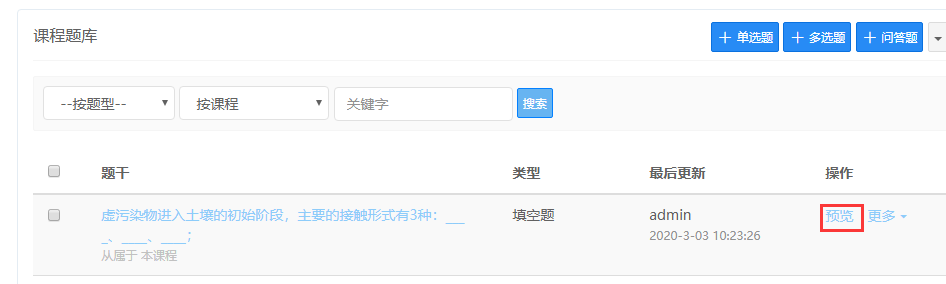 课程题库
＋ 单选题
＋ 多选题
＋ 问答题
--按题型--
按课程
关键字
搜索
题干
类型
最后更新
操作
虚污染物进入土壤的初始阶段，主要的接触形式有3种：___
_、____、____；
从属于 本课程
填空题
admin
2020-3-03 10:23:26
预览
更多